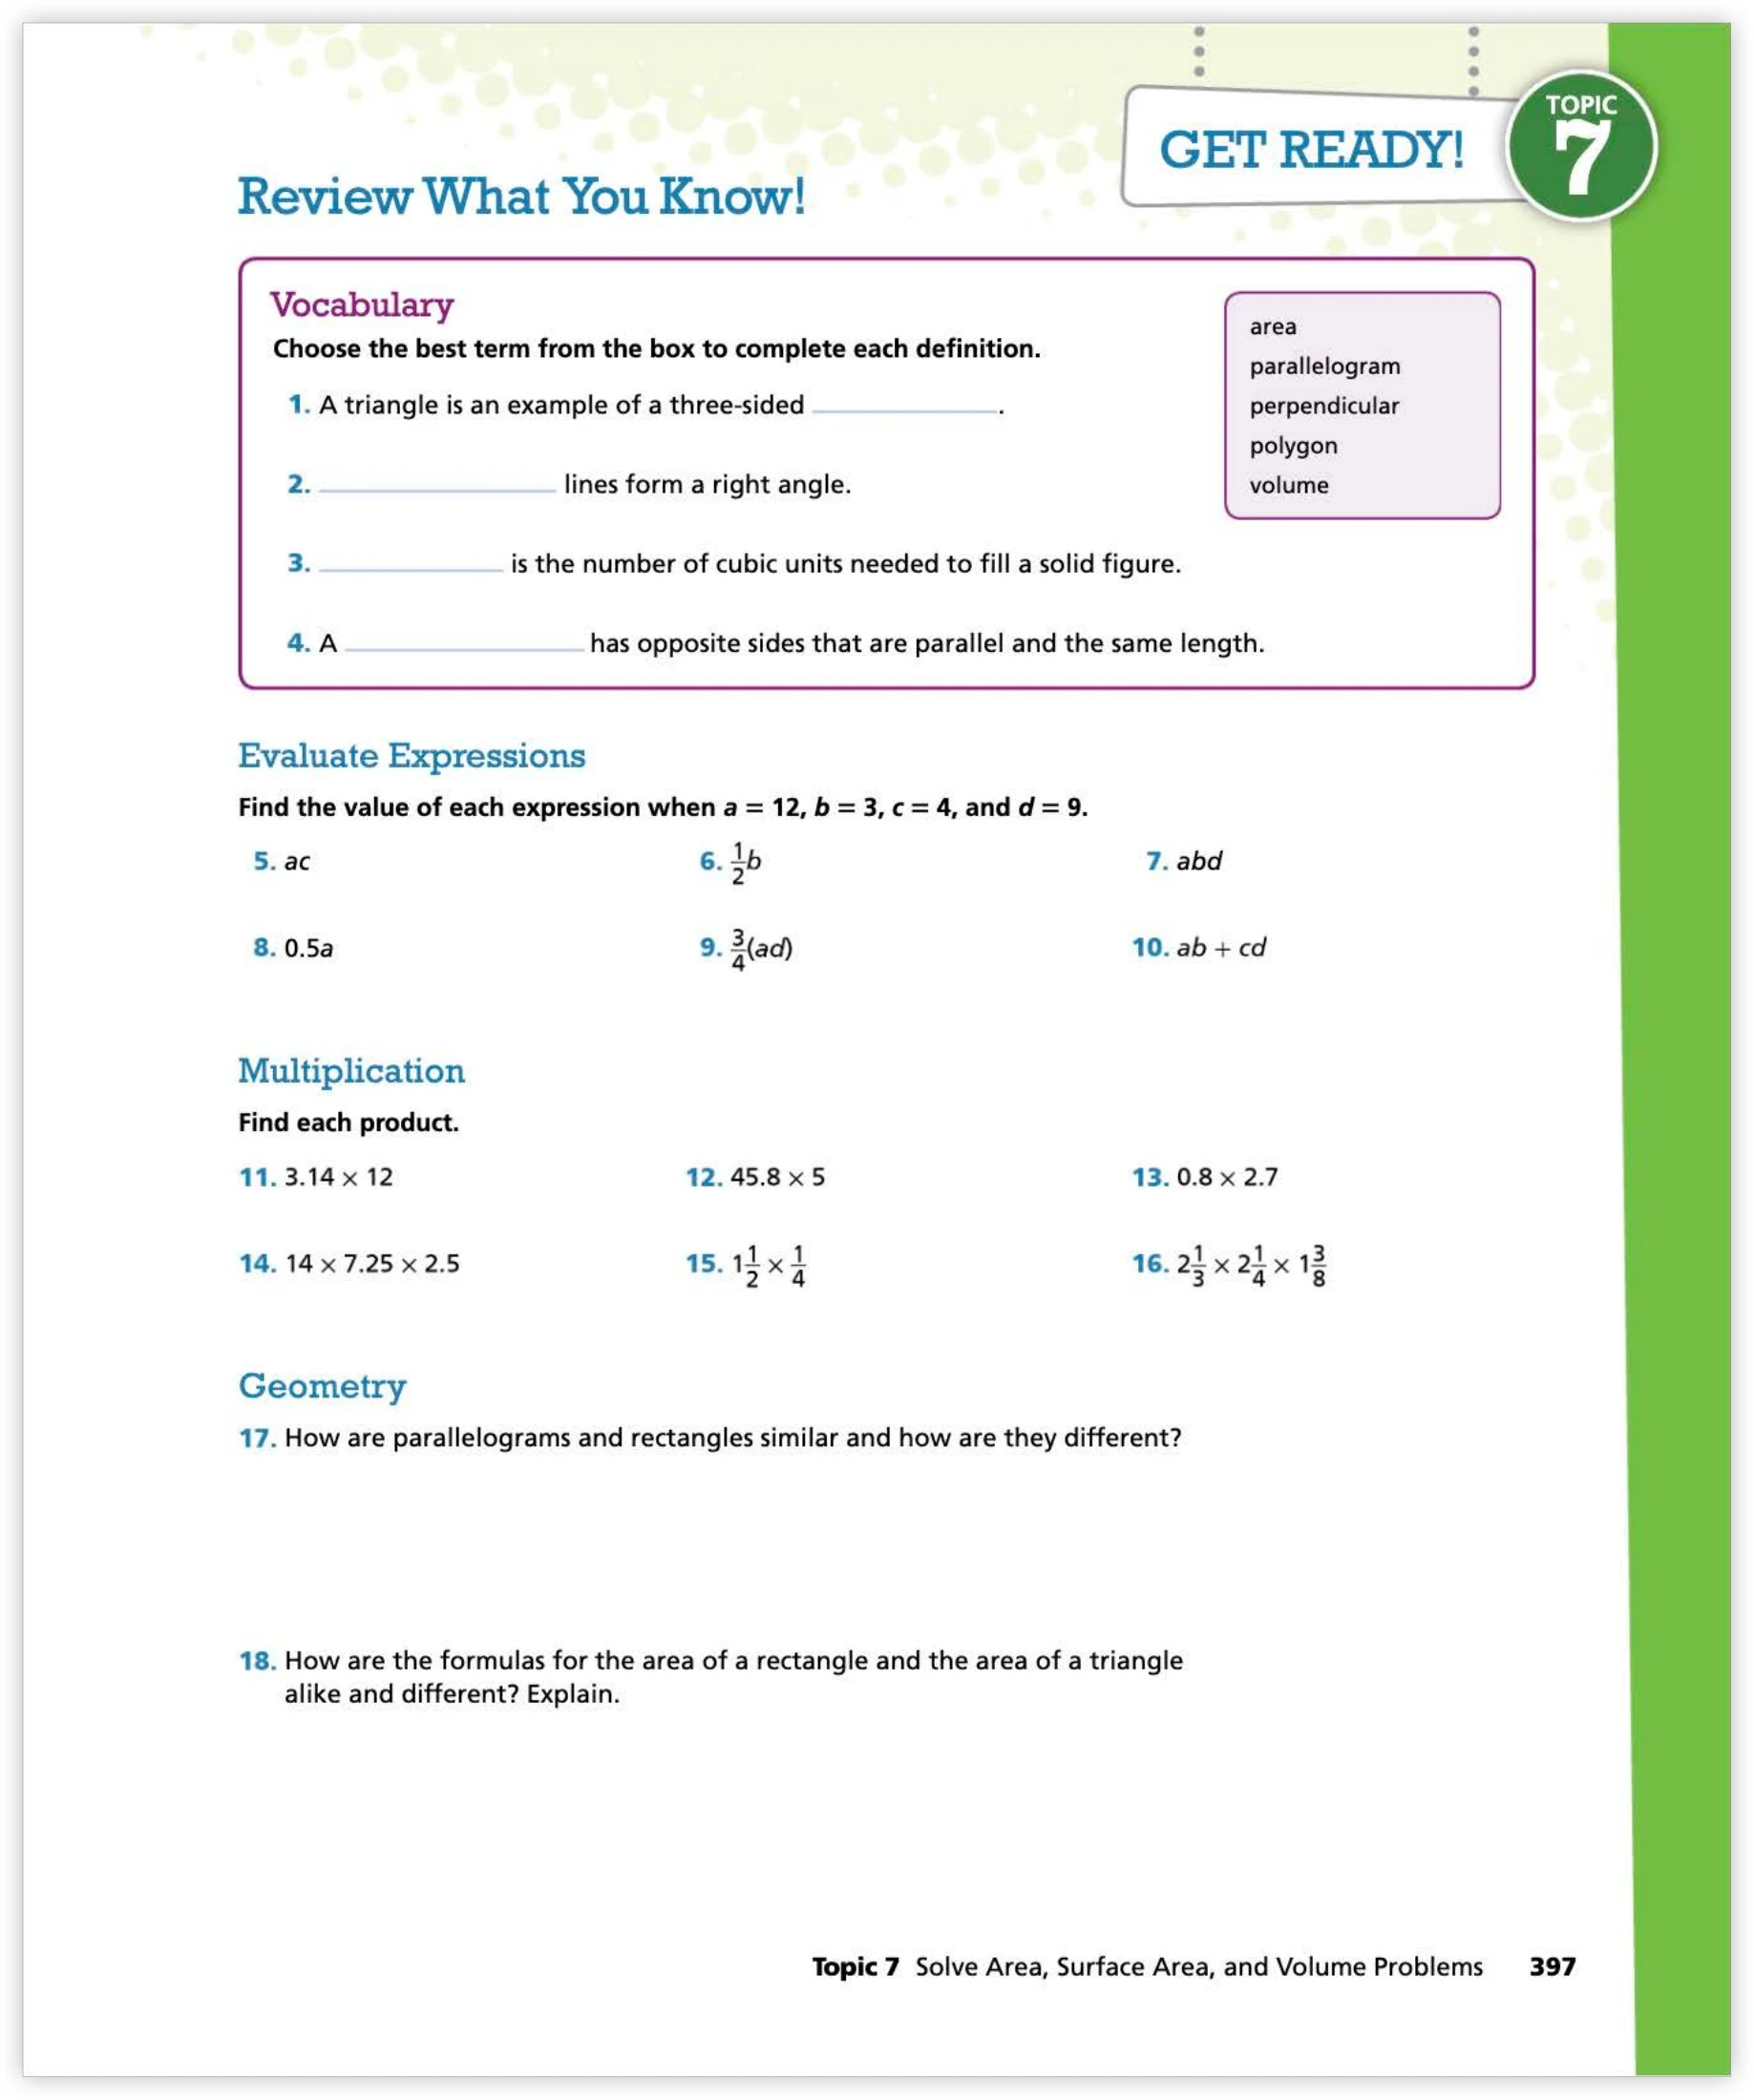 GET READY!
TOPIC
7
Review What You Know!
Vocabulary
Choose the best term from the box to complete each definition.
area
parallelogram
perpendicular
polygon
volume
1. A triangle is an example of a three-sided ____________.
2. ____________ lines form a right angle.
3. ____________ is the number of cubic units needed to fill a solid figure.
4. A ____________ has opposite sides that are parallel and the same length.
Evaluate Expressions
Find the value of each expression when a = 12, b = 3, c = 4, and d = 9.
5. ac 6. 1/2 b 7. abd
8. 0.5a 9. 3/4 (ad) 10. ab + cd
Multiplication
Find each product.
11. 3.14 × 12 12. 45.8 × 5 13. 0.8 × 2.7
14. 14 × 7.25 × 2.5 15. 1 1/2 × 1/4 16. 2 1/3 × 2 1/4 × 1 3/8
Geometry
17. How are parallelograms and rectangles similar and how are they different?
18. How are the formulas for the area of a rectangle and the area of a triangle
alike and different? Explain.
Topic 7 Solve Area, Surface Area, and Volume Problems 397